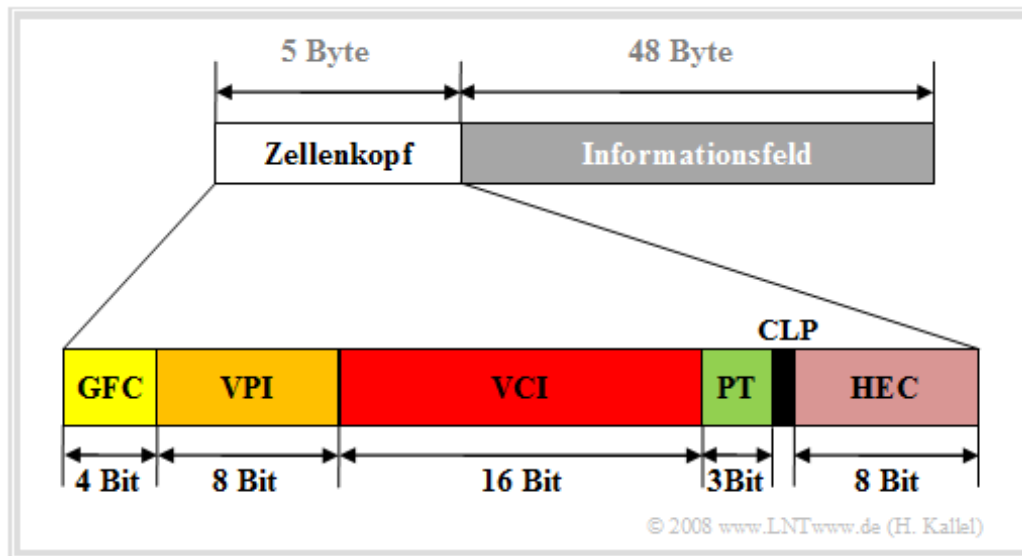 5 Byte 48 Byte
Zellenkopf Informationsfeld
CLP
GFC VPI VCI PT HEC
4 Bit 8 Bit 16 Bit 3Bit 8 Bit
© 2008 www.LNTwww.de (H. Kallel)